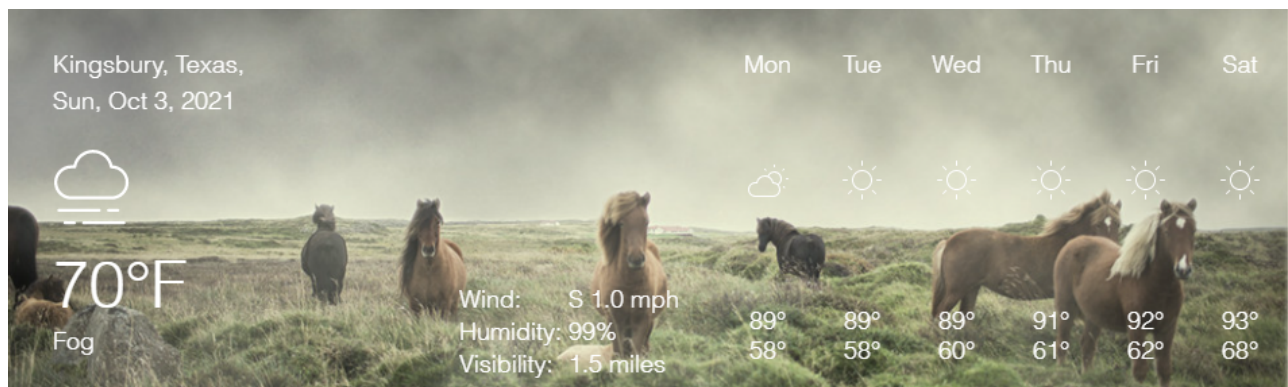 Kingsbury, Texas,
Sun, Oct 3, 2021
70°F
Fog
Wind: S 1.0 mph
Humidity: 99%
Visibility: 1.5 miles
Mon Tue Wed Thu Fri Sat
89° 89° 89° 91° 92° 93°
58° 58° 60° 61° 62° 68°